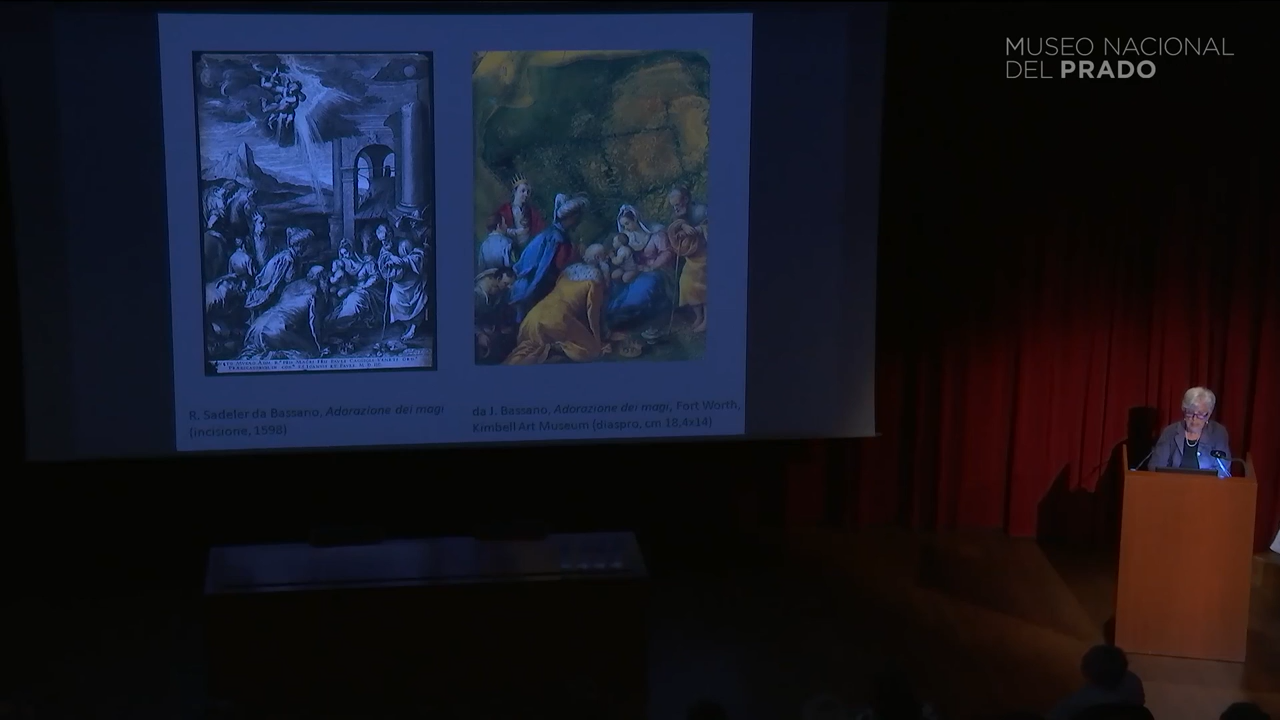 MUSEO NACIONAL
DEL PRADO
R. Sadeler da Bassano, Adorazione dei magi
(incisione, 1598)
da J. Bassano, Adorazione dei magi, Fort Worth,
Kimbell Art Museum (diaspro, cm 18,4x14)